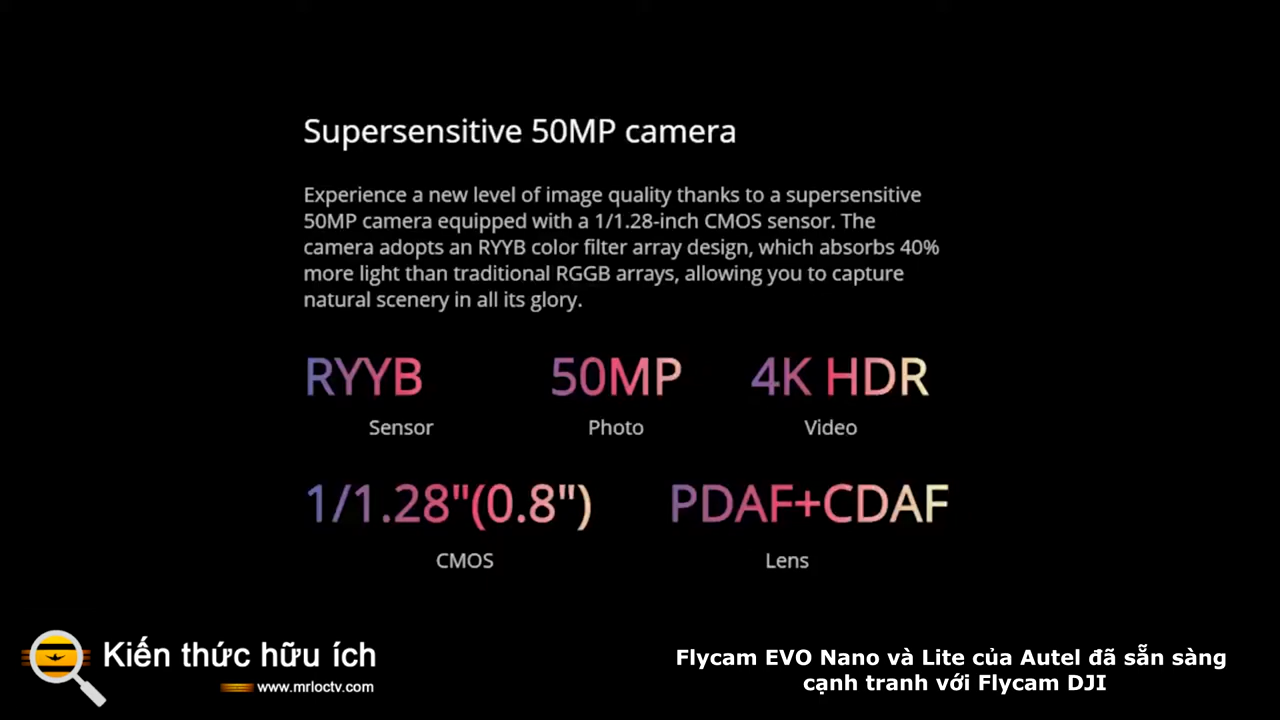 Supersensitive 50MP camera
Experience a new level of image quality thanks to a supersensitive
50MP camera equipped with a 1/1.28-inch CMOS sensor. The
camera adopts an RYYB color filter array design, which absorbs 40%
more light than traditional RGGB arrays, allowing you to capture
natural scenery in all its glory.
RYYB 50MP 4K HDR
Sensor Photo Video
1/1.28"(0.8") PDAF+CDAF
CMOS Lens
Kiến thức hữu ích
www.mrloctv.com
Flycam EVO Nano và Lite của Autel đã sẵn sàng
cạnh tranh với Flycam DJI